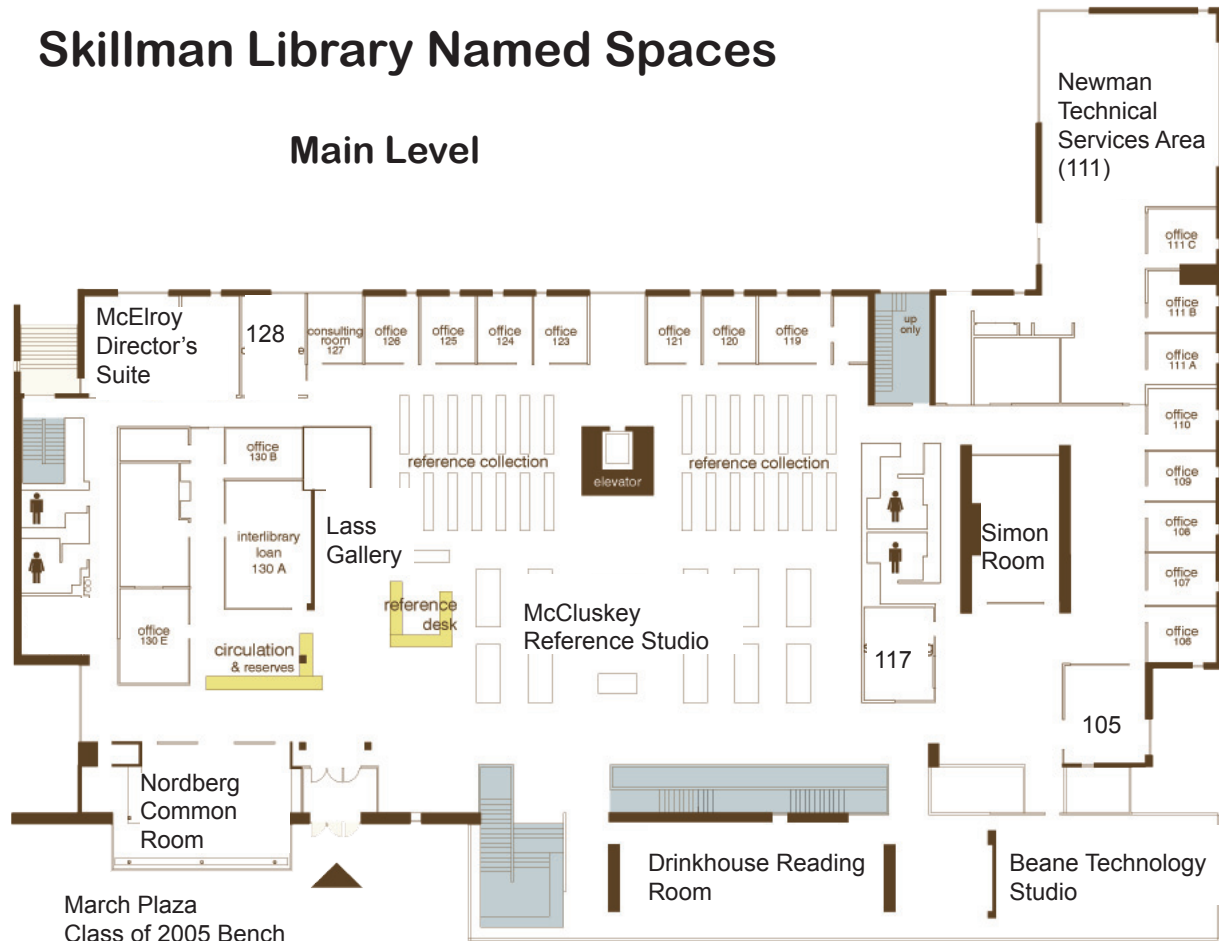 Skillman Library Named Spaces
Main Level
Newman
Technical
Services Area
(111)
office
111 C
office
111 B
office
111 A
McElroy
Director's
Suite
128
consulting
room
127
office
126
office
125
office
124
office
123
office
121
office
120
office
119
up
only
office
110
office
109
office
108
office
107
office
106
office
130 B
reference collection
elevator
reference collection
interlibrary
loan
130 A
Lass
Gallery
Simon
Room
reference
desk
McCluskey
Reference Studio
office
130 E
circulation
& reserves
117
105
Nordberg
Common
Room
Drinkhouse Reading
Room
Beane Technology
Studio
March Plaza
Class of 2005 Bench